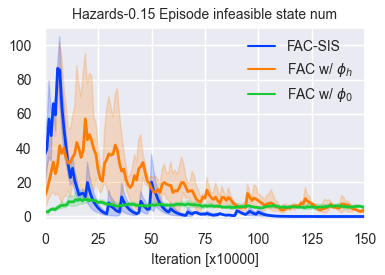 Hazards-0.15 Episode infeasible state num
FAC-SIS
FAC w/ ϕh
FAC w/ ϕ0
100
80
60
40
20
0
0 25 50 75 100 125 150
Iteration [x10000]